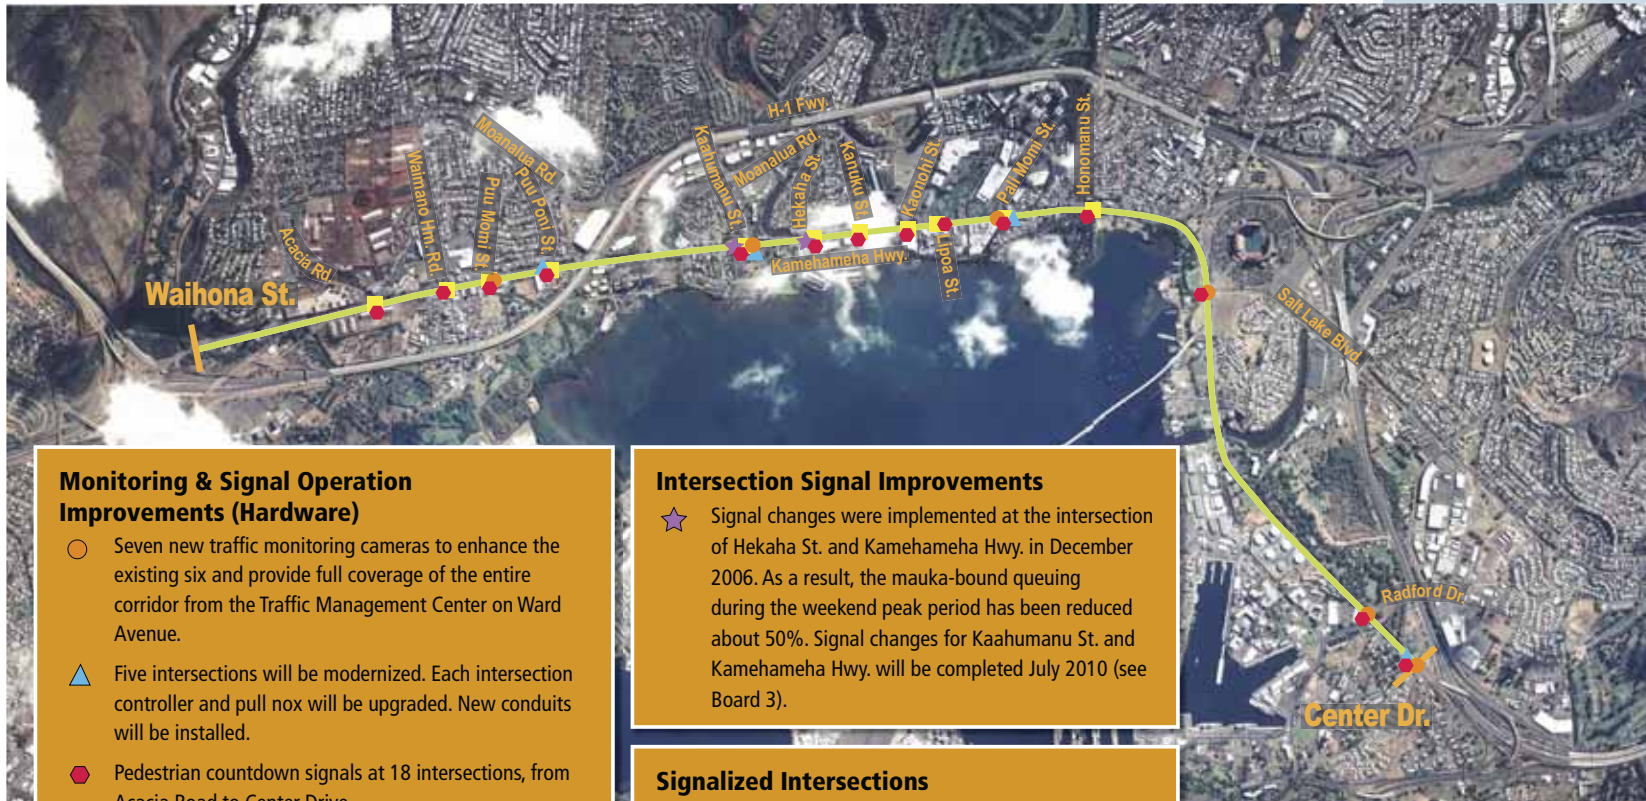 H-1 Fwy.
Moanalua Rd.
Kaahumanu St.
Moanalua Rd.
Hekaha St.
Kanuku St.
Kaonohi St.
Pali Momi St.
Honomanu St.
Waimano Hm. Rd.
Puu Momi St.
Puu Poni St.
Acacia Rd.
Kamehameha Hwy.
Lipoa St.
Waihona St.
Salt Lake Blvd.
Radford Dr.
Center Dr.
Monitoring & Signal Operation
Improvements (Hardware)
Seven new traffic monitoring cameras to enhance the
existing six and provide full coverage of the entire
corridor from the Traffic Management Center on Ward
Avenue.
Five intersections will be modernized. Each intersection
controller and pull nox will be upgraded. New conduits
will be installed.
Pedestrian countdown signals at 18 intersections, from
Acacia Road to Center Drive
Intersection Signal Improvements
Signal changes were implemented at the intersection
of Hekaha St. and Kamehameha Hwy. in December
2006. As a result, the mauka-bound queuing
during the weekend peak period has been reduced
about 50%. Signal changes for Kaahumanu St. and
Kamehameha Hwy. will be completed July 2010 (see
Board 3).
Signalized Intersections